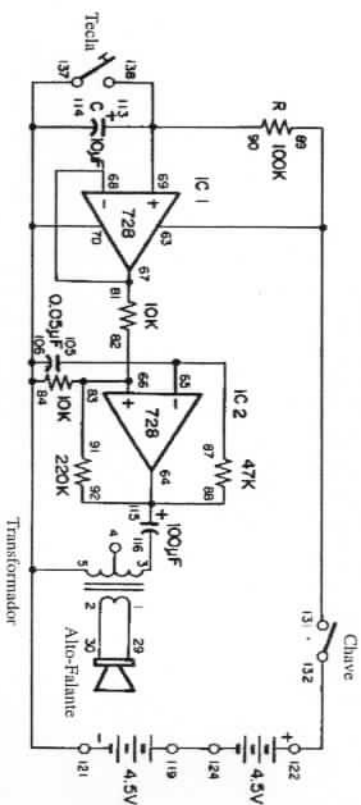 Tecla
137
138
C
113
+
114
10µF
R
89
90
100K
IC 1
69
+
68
−
728
70
63
67
81
10K
82
IC 2
65
−
66
+
728
64
0.05µF
105
106
10K
83
84
91
92
220K
47K
87
88
+
115
116
100µF
3
4
5
1
2
29
30
Transformador
Alto-Falante
Chave
131
132
+
122
4.5V
124
119
4.5V
−
121